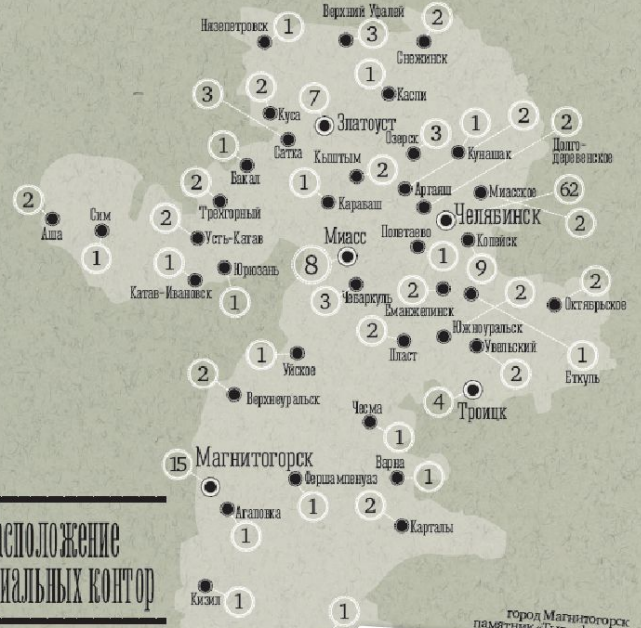 Верхний Уфалей
2
Нязепетровск
1
3
Снежинск
1
Касли
3
2
7
Куса
Златоуст
Озерск
3
1
2
2
Долго-
деревенское
Сатка
Кунашак
1
Бакал
Кыштым
2
2
1
Аргаяш
Миасское
62
Трехгорный
Карабаш
Челябинск
2
2
Аша
Сим
2
Усть-Катав
Миасс
Полетаево
Копейск
1
1
Юрюзань
8
1
9
Катав-Ивановск
1
Чебаркуль
3
2
Еманжелинск
2
2
Октябрьское
2
Южноуральск
Пласт
Увельский
1
Еткуль
1
Уйское
2
2
Верхнеуральск
4
Троицк
Чесма
1
15
Магнитогорск
Варна
1
Фершампенуаз
1
2
Карталы
Агаповка
1
асположение
иальных контор
Кизил
1
1
город Магнитогорск
памятник